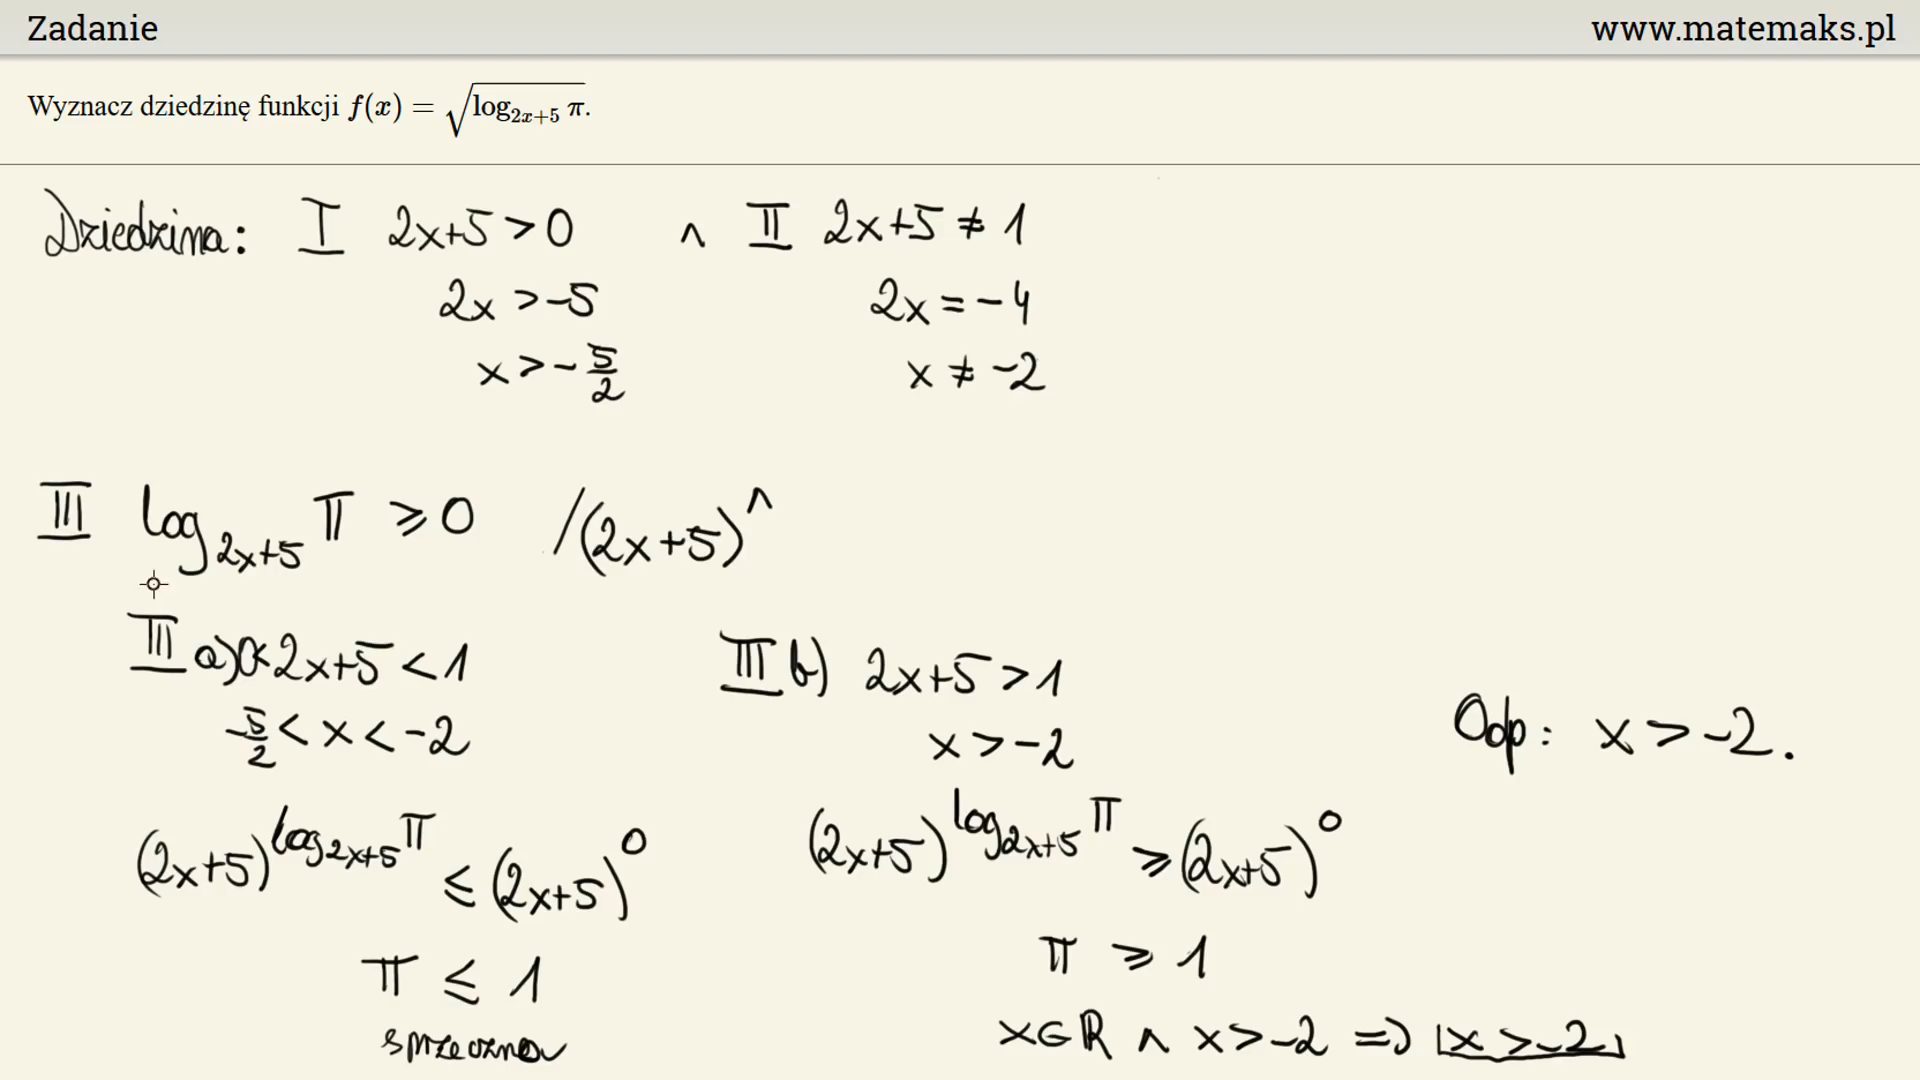 Zadanie www.matemaks.pl
Wyznacz dziedzinę funkcji f(x) = √(log_{2x+5} π).
Dziedzina: I 2x+5 > 0 ∧ II 2x+5 ≠ 1
2x > -5 2x = -4
x > -5/2 x ≠ -2
III log_{2x+5} π ≥ 0 /(2x+5)^
III a) 0< 2x+5 < 1 III b) 2x+5 > 1
-5/2 < x < -2 x > -2
Odp: x > -2.
(2x+5)^{log_{2x+5} π} ≤ (2x+5)^0 (2x+5)^{log_{2x+5} π} ≥ (2x+5)^0
π ≤ 1 π ≥ 1
sprzeczna x∈R ∧ x > -2 => x > -2